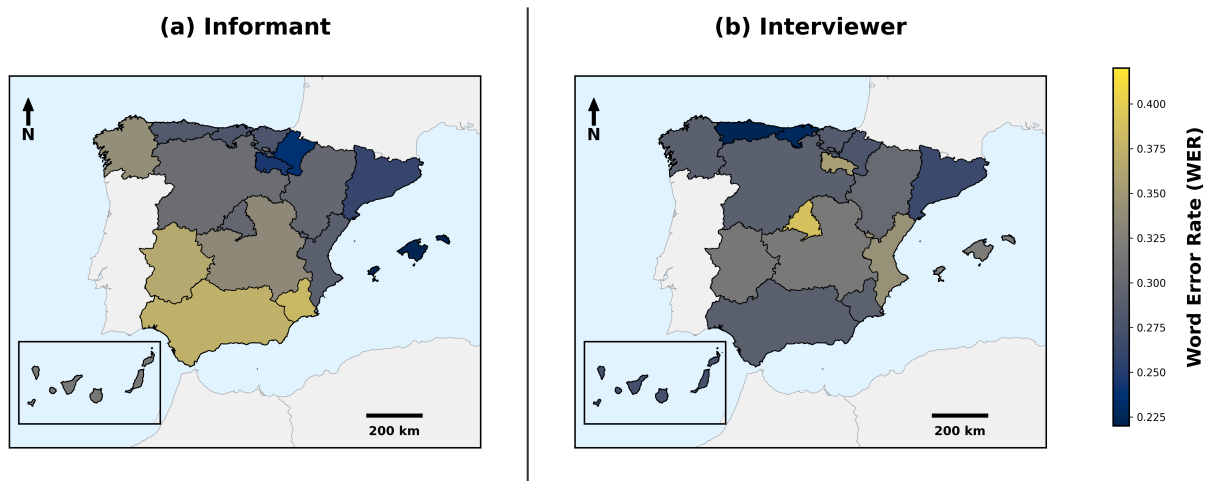 (a) Informant
(b) Interviewer
N
200 km
N
200 km
0.400
0.375
0.350
0.325
0.300
0.275
0.250
0.225
Word Error Rate (WER)